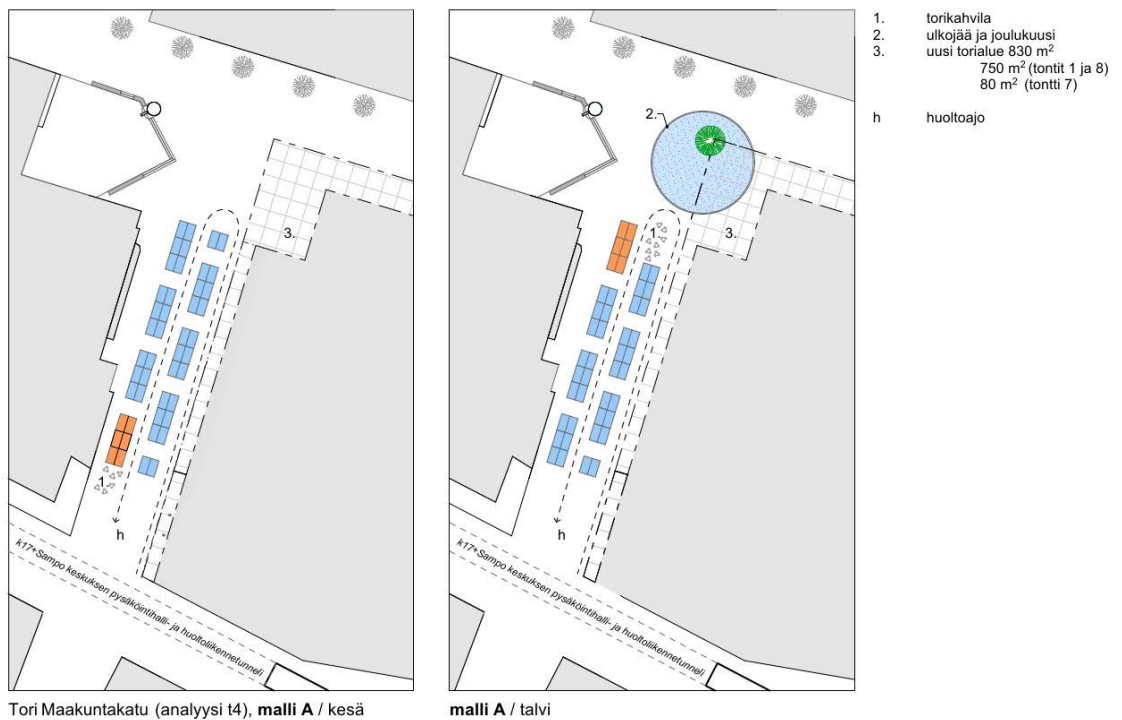 1. torikahvila
2. ulkojää ja joulukuusi
3. uusi torialue 830 m²
750 m² (tontit 1 ja 8)
80 m² (tontti 7)
h huoltoajo
3.
1.
h
k17+Sampo keskuksen pysäköintihalli- ja huoltoliikennetunneli
Tori Maakuntakatu (analyysi t4), malli A / kesä
2.
1.
3.
h
k17+Sampo keskuksen pysäköintihalli- ja huoltoliikennetunneli
malli A / talvi